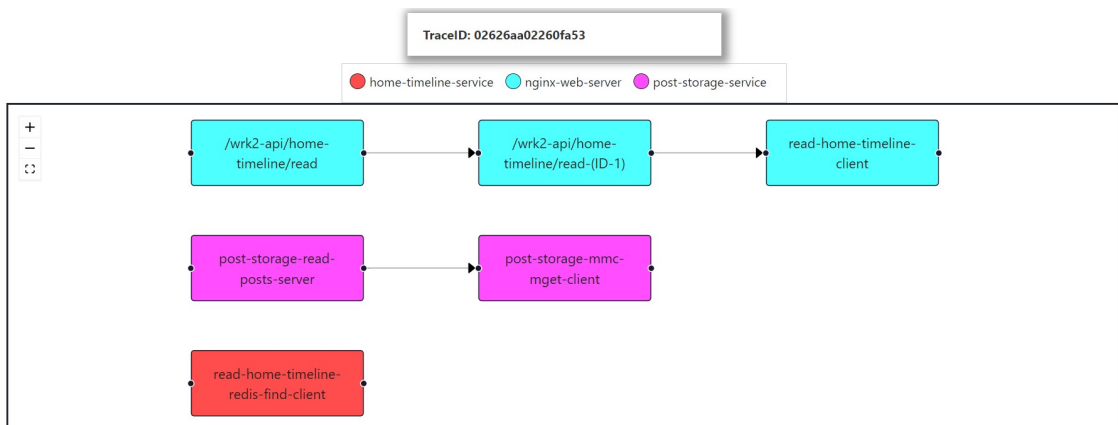 TraceID: 02626aa02260fa53
home-timeline-service nginx-web-server post-storage-service
+
−
/wrk2-api/home-
timeline/read
/wrk2-api/home-
timeline/read-(ID-1)
read-home-timeline-
client
post-storage-read-
posts-server
post-storage-mmc-
mget-client
read-home-timeline-
redis-find-client